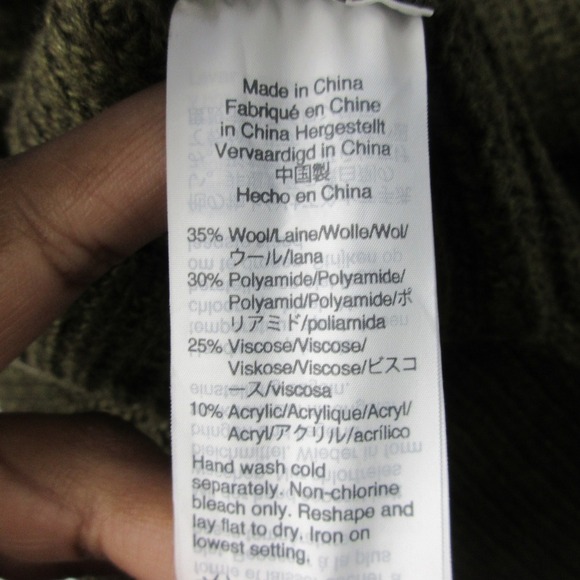 Made in China
Fabriqué en Chine
in China Hergestellt
Vervaardigd in China
中国製
Hecho en China
35% Wool/Laine/Wolle/Wol/
ウール/lana
30% Polyamide/Polyamide/
Polyamid/Polyamide/ポ
リアミド/poliamida
25% Viscose/Viscose/
Viskose/Viscose/ビスコ
ース/viscosa
10% Acrylic/Acrylique/Acryl/
Acryl/アクリル/acrílico
Hand wash cold
separately. Non-chlorine
bleach only. Reshape and
lay flat to dry. Iron on
lowest setting.